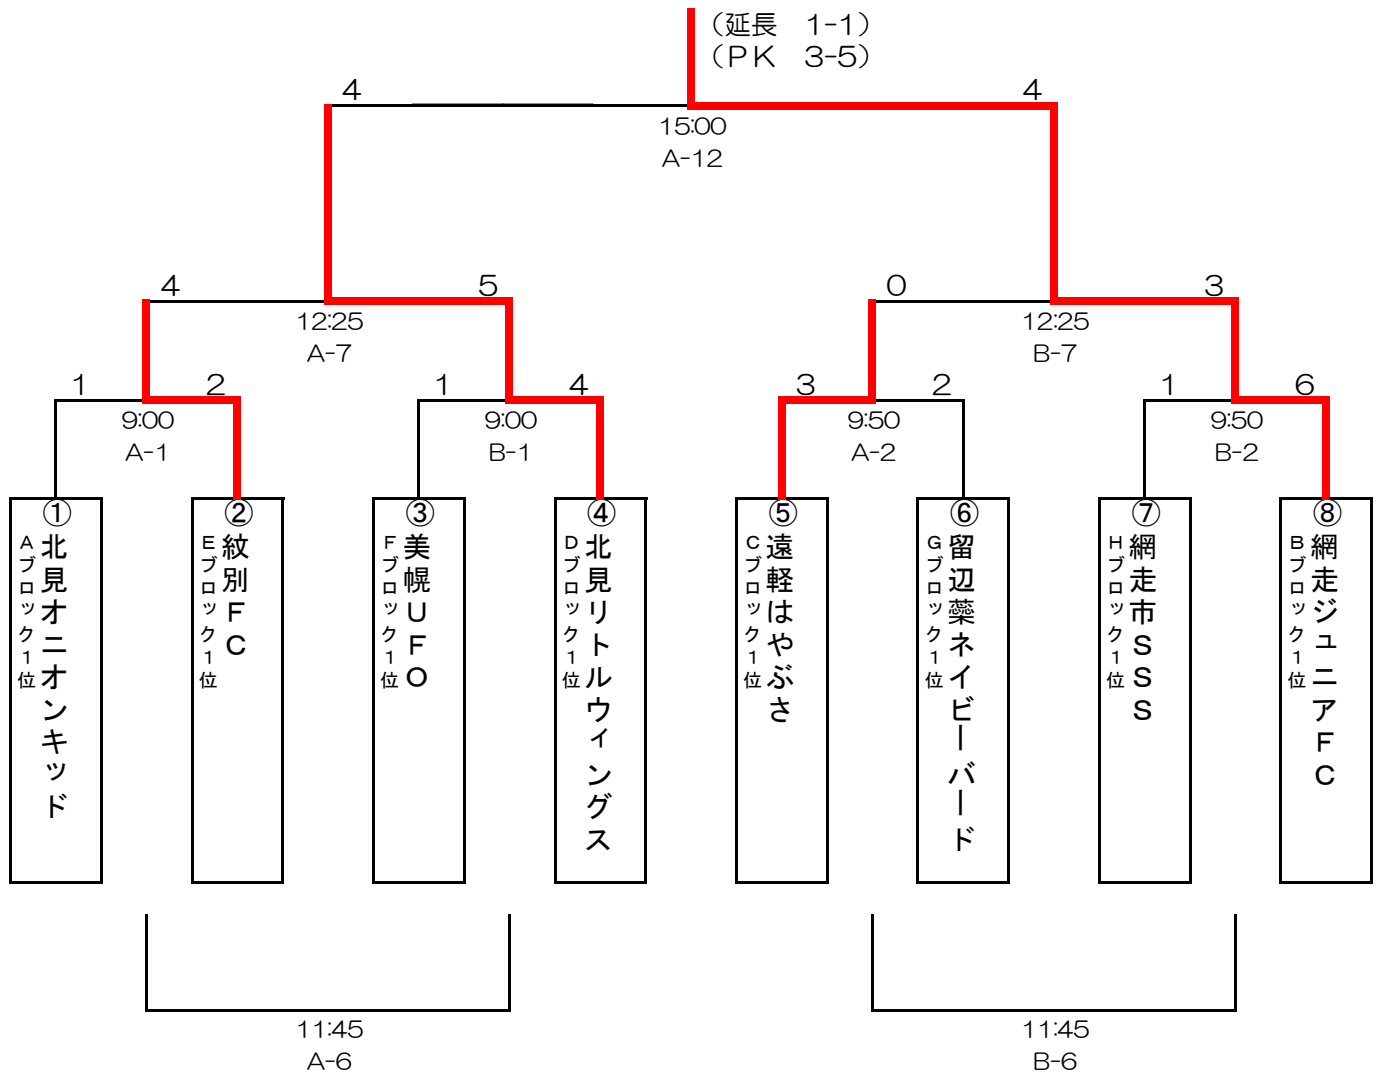 （延長　1-1）
（PK　3-5）
4
4
15:00
A-12
4
5
0
3
12:25
A-7
12:25
B-7
1
2
1
4
3
2
1
6
9:00
A-1
9:00
B-1
9:50
A-2
9:50
B-2
①
北見オニオンキッド
Aブロック1位
②
紋別FC
Eブロック1位
③
美幌UFO
Fブロック1位
④
北見リトルウィングス
Dブロック1位
⑤
遠軽はやぶさ
Cブロック1位
⑥
留辺蘂ネイビーバード
Gブロック1位
⑦
網走市SSS
Hブロック1位
⑧
網走ジュニアFC
Bブロック1位
11:45
A-6
11:45
B-6